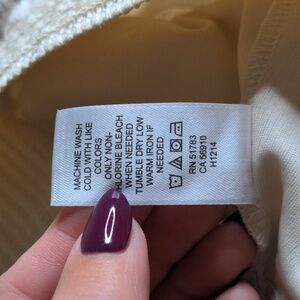 MACHINE WASH
COLD WITH LIKE
COLORS
ONLY NON-
CHLORINE BLEACH
WHEN NEEDED
TUMBLE DRY LOW
WARM IRON IF
NEEDED
RN 51783
CA 56910
H1214